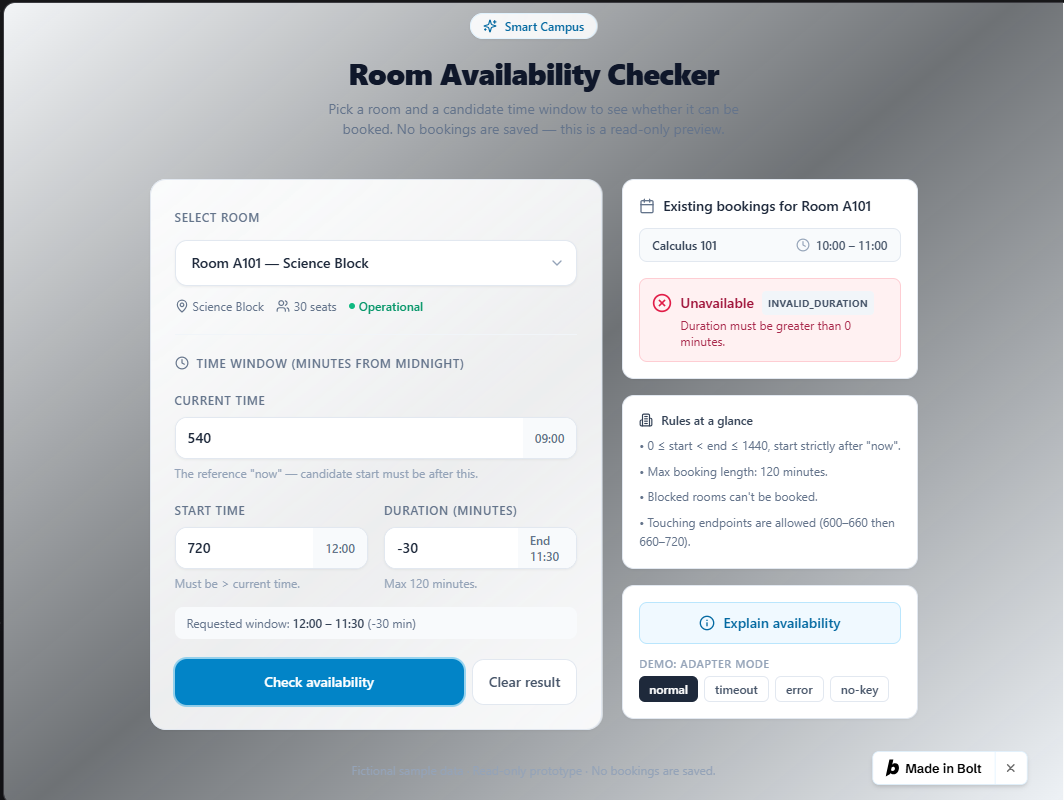 Smart Campus
Room Availability Checker
Pick a room and a candidate time window to see whether it can be
booked. No bookings are saved — this is a read-only preview.
SELECT ROOM
Room A101 — Science Block
Science Block 30 seats Operational
TIME WINDOW (MINUTES FROM MIDNIGHT)
CURRENT TIME
540 09:00
The reference "now" — candidate start must be after this.
START TIME
720 12:00
Must be > current time.
DURATION (MINUTES)
-30 End
11:30
Max 120 minutes.
Requested window: 12:00 – 11:30 (-30 min)
Check availability
Clear result
Existing bookings for Room A101
Calculus 101 10:00 – 11:00
Unavailable INVALID_DURATION
Duration must be greater than 0
minutes.
Rules at a glance
• 0 ≤ start < end ≤ 1440, start strictly after "now".
• Max booking length: 120 minutes.
• Blocked rooms can't be booked.
• Touching endpoints are allowed (600–660 then
660–720).
Explain availability
DEMO: ADAPTER MODE
normal timeout error no-key
Fictional prototype · No bookings are saved.
b Made in Bolt ×